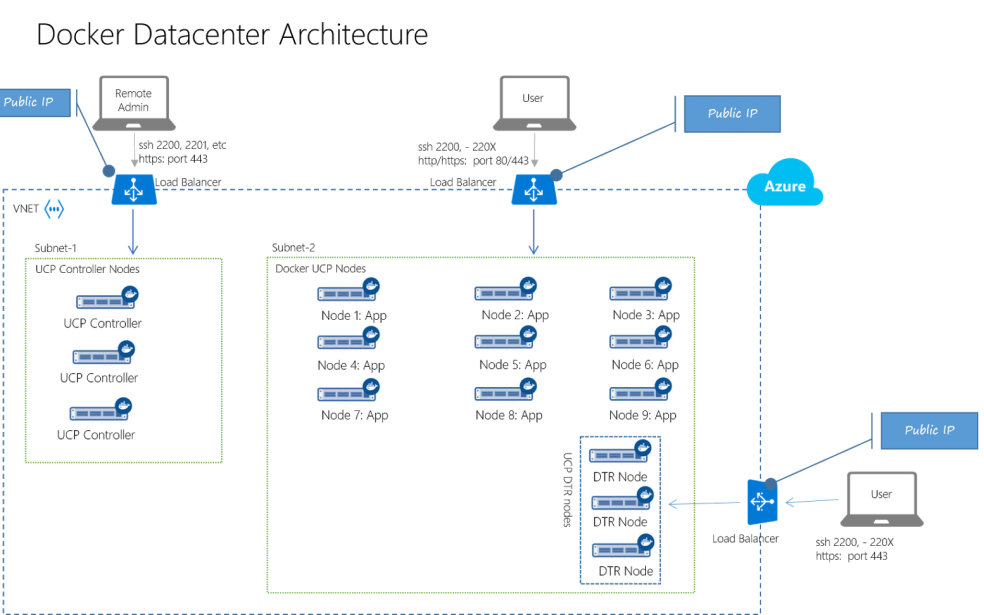 Docker Datacenter Architecture
Public IP
Remote
Admin
ssh 2200, 2201, etc
https: port 443
Load Balancer
User
ssh 2200, - 220X
http/https:  port 80/443
Load Balancer
Public IP
Azure
VNET
Subnet-1
UCP Controller Nodes
UCP Controller
UCP Controller
UCP Controller
Subnet-2
Docker UCP Nodes
Node 1: App
Node 2: App
Node 3: App
Node 4: App
Node 5: App
Node 6: App
Node 7: App
Node 8: App
Node 9: App
UCP DTR nodes
DTR Node
DTR Node
DTR Node
Public IP
User
Load Balancer
ssh 2200, - 220X
https:  port 443